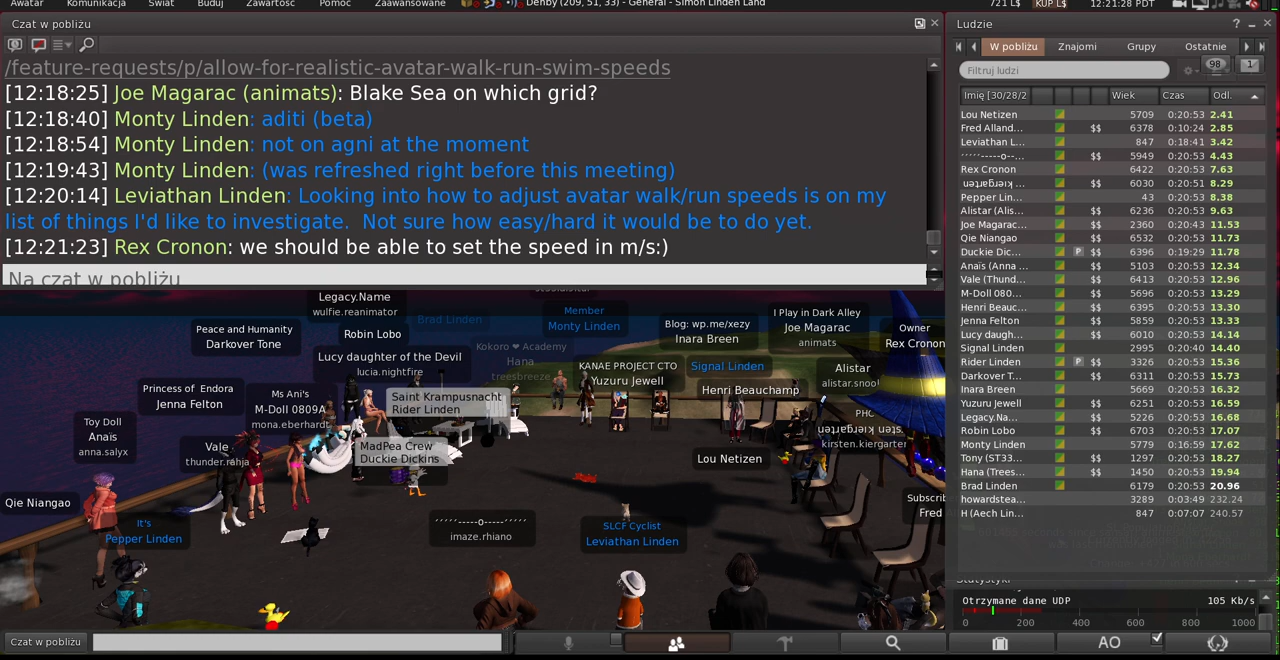 Awatar Komunikacja Świat Buduj Zawartość Pomoc Zaawansowane Denby (209, 51, 33) - General - Simon Linden Land 721 L$ KUP L$ 12:21:28 PDT
Czat w pobliżu
/feature-requests/p/allow-for-realistic-avatar-walk-run-swim-speeds
[12:18:25] Joe Magarac (animats): Blake Sea on which grid?
[12:18:40] Monty Linden: aditi (beta)
[12:18:54] Monty Linden: not on agni at the moment
[12:19:43] Monty Linden: (was refreshed right before this meeting)
[12:20:14] Leviathan Linden: Looking into how to adjust avatar walk/run speeds is on my
list of things I'd like to investigate.  Not sure how easy/hard it would be to do yet.
[12:21:23] Rex Cronon: we should be able to set the speed in m/s:)
Na czat w pobliżu
Legacy.Name
wulfie.reanimator
Brad Linden
Member
Monty Linden
Peace and Humanity
Darkover Tone
Robin Lobo
Kokoro ❤ Academy
Hana
treesbreeze
Blog: wp.me/xezy
Inara Breen
I Play in Dark Alley
Joe Magarac
animats
Owner
Rex Cronon
Lucy daughter of the Devil
lucia.nightfire
KANAE PROJECT CTO
Yuzuru Jewell
Signal Linden
Alistar
alistar.snoo
Princess of Endora
Jenna Felton
Ms Ani's
M-Doll 0809A
mona.eberhardt
Saint Krampusnacht
Rider Linden
Henri Beauchamp
Toy Doll
Anaïs
anna.salyx
Vale
thunder.rahja
MadPea Crew
Duckie Dickins
PHC
kirsten.kiergarten
Lou Netizen
Qie Niangao
It's
Pepper Linden
´´´´´-----o-----´´´´´
imaze.rhiano
SLCF Cyclist
Leviathan Linden
Subscrib
Fred
Czat w pobliżu
Ludzie
W pobliżu Znajomi Grupy Ostatnie
Filtruj ludzi 98 1
Imię [30/28/2 Wiek Czas Odl.
Lou Netizen 5709 0:20:53 2.41
Fred Alland... $$ 6378 0:10:24 2.85
Leviathan L... 847 0:18:41 3.42
´´´´´-----o--... $$ 5949 0:20:53 4.43
Rex Cronon 6422 0:20:53 7.63
$$ 6030 0:20:51 8.29
Pepper Lin... 43 0:20:53 8.38
Alistar (Alis... $$ 6236 0:20:53 9.63
Joe Magarac... $$ 2360 0:20:43 11.53
Qie Niangao $$ 6532 0:20:53 11.73
Duckie Dic... P $$ 6396 0:19:29 11.78
Anaïs (Anna ... $$ 5103 0:20:53 12.34
Vale (Thund... $$ 6413 0:20:53 12.96
M-Doll 080... $$ 5696 0:20:53 13.29
Henri Beauc... $$ 6395 0:20:53 13.30
Jenna Felton $$ 5859 0:20:53 13.33
Lucy daugh... $$ 6010 0:20:53 14.14
Signal Linden 2995 0:20:40 14.40
Rider Linden P $$ 3326 0:20:53 15.36
Darkover T... $$ 6311 0:20:53 15.73
Inara Breen 5669 0:20:53 16.32
Yuzuru Jewell $$ 6251 0:20:53 16.59
Legacy.Na... $$ 5226 0:20:53 16.68
Robin Lobo $$ 6703 0:20:53 17.07
Monty Linden 5779 0:16:59 17.62
Tony (ST33... $$ 1297 0:20:53 18.27
Hana (Trees... $$ 1450 0:20:53 19.94
Brad Linden 6179 0:20:53 20.96
howardstea... 3289 0:03:49 232.24
H (Aech Lin... 847 0:07:07 240.57
Statystyki
Otrzymane dane UDP 105 Kb/s
0 200 400 600 800 1000
AO